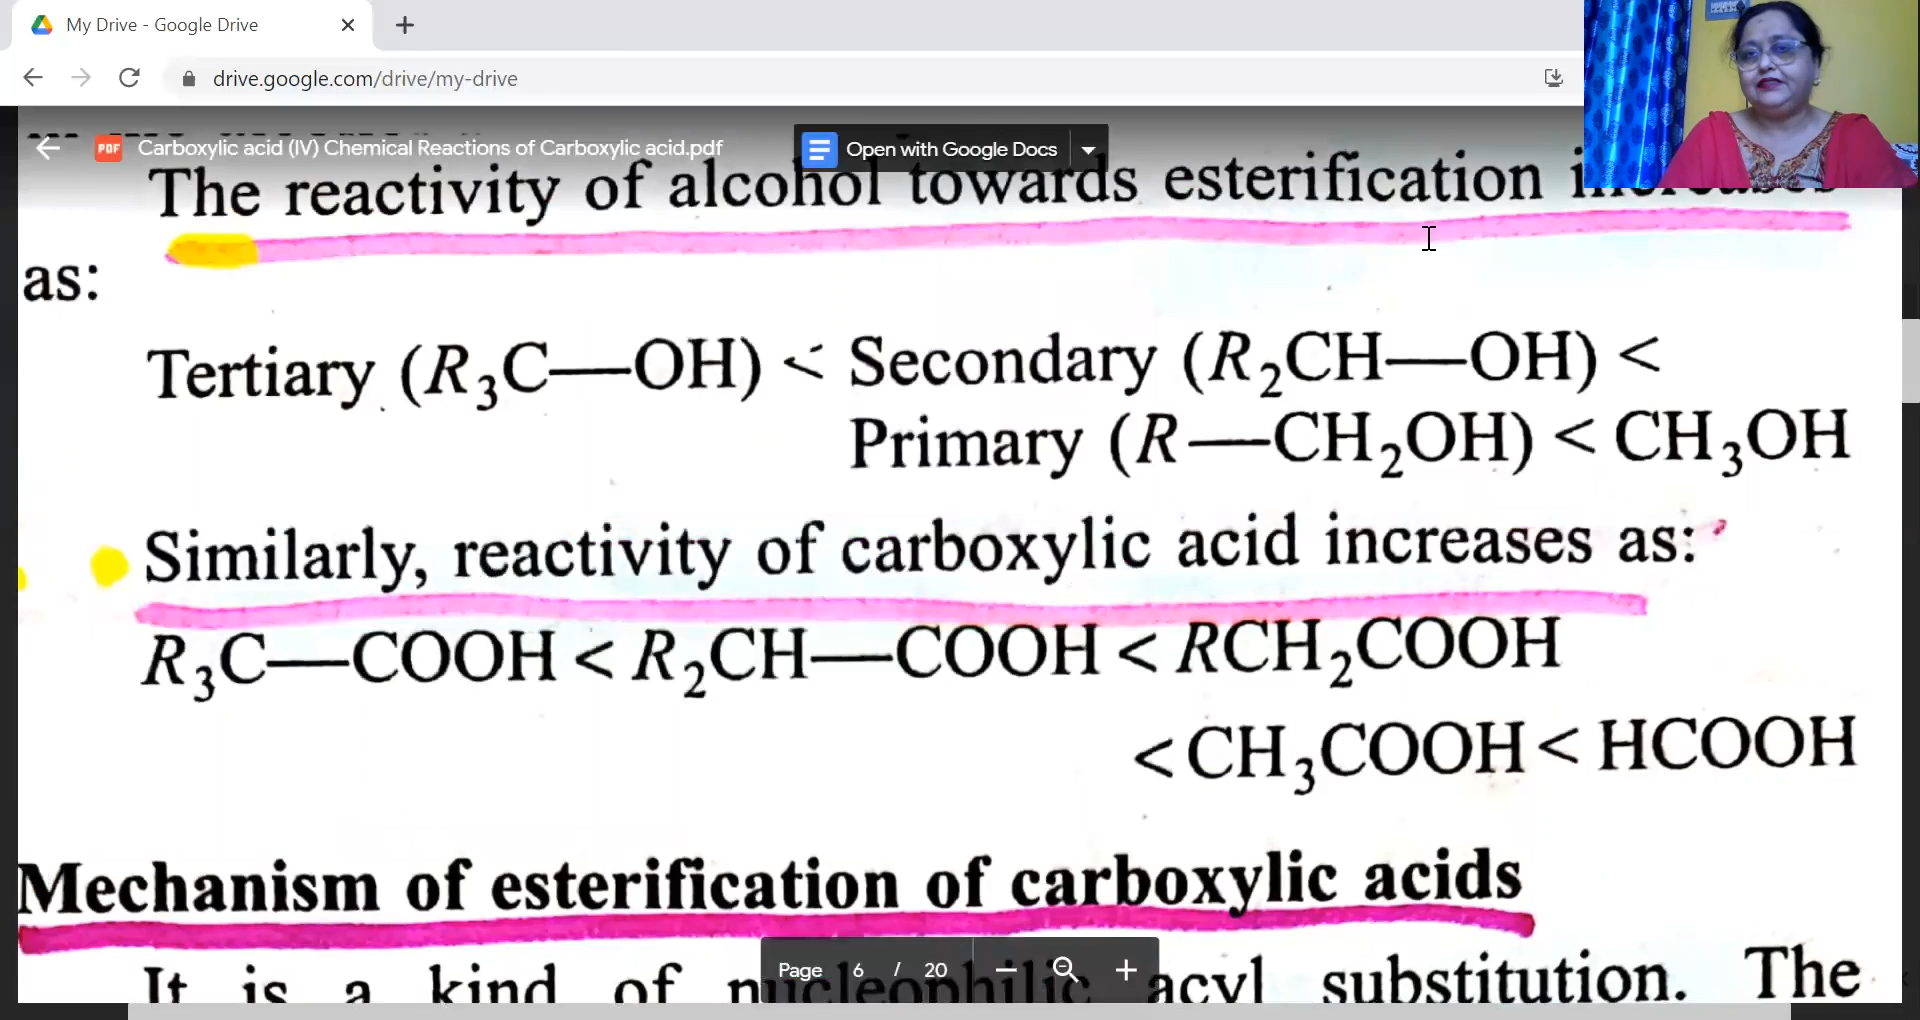 My Drive - Google Drive
drive.google.com/drive/my-drive
PDF Carboxylic acid (IV) Chemical Reactions of Carboxylic acid.pdf
Open with Google Docs
The reactivity of alcohol towards esterification increases
as:
Tertiary (R₃C—OH) < Secondary (R₂CH—OH) <
Primary (R—CH₂OH) < CH₃OH
Similarly, reactivity of carboxylic acid increases as:
R₃C—COOH < R₂CH—COOH < RCH₂COOH
< CH₃COOH < HCOOH
Mechanism of esterification of carboxylic acids
Page 6 / 20
It is a kind of nucleophilic acyl substitution. The